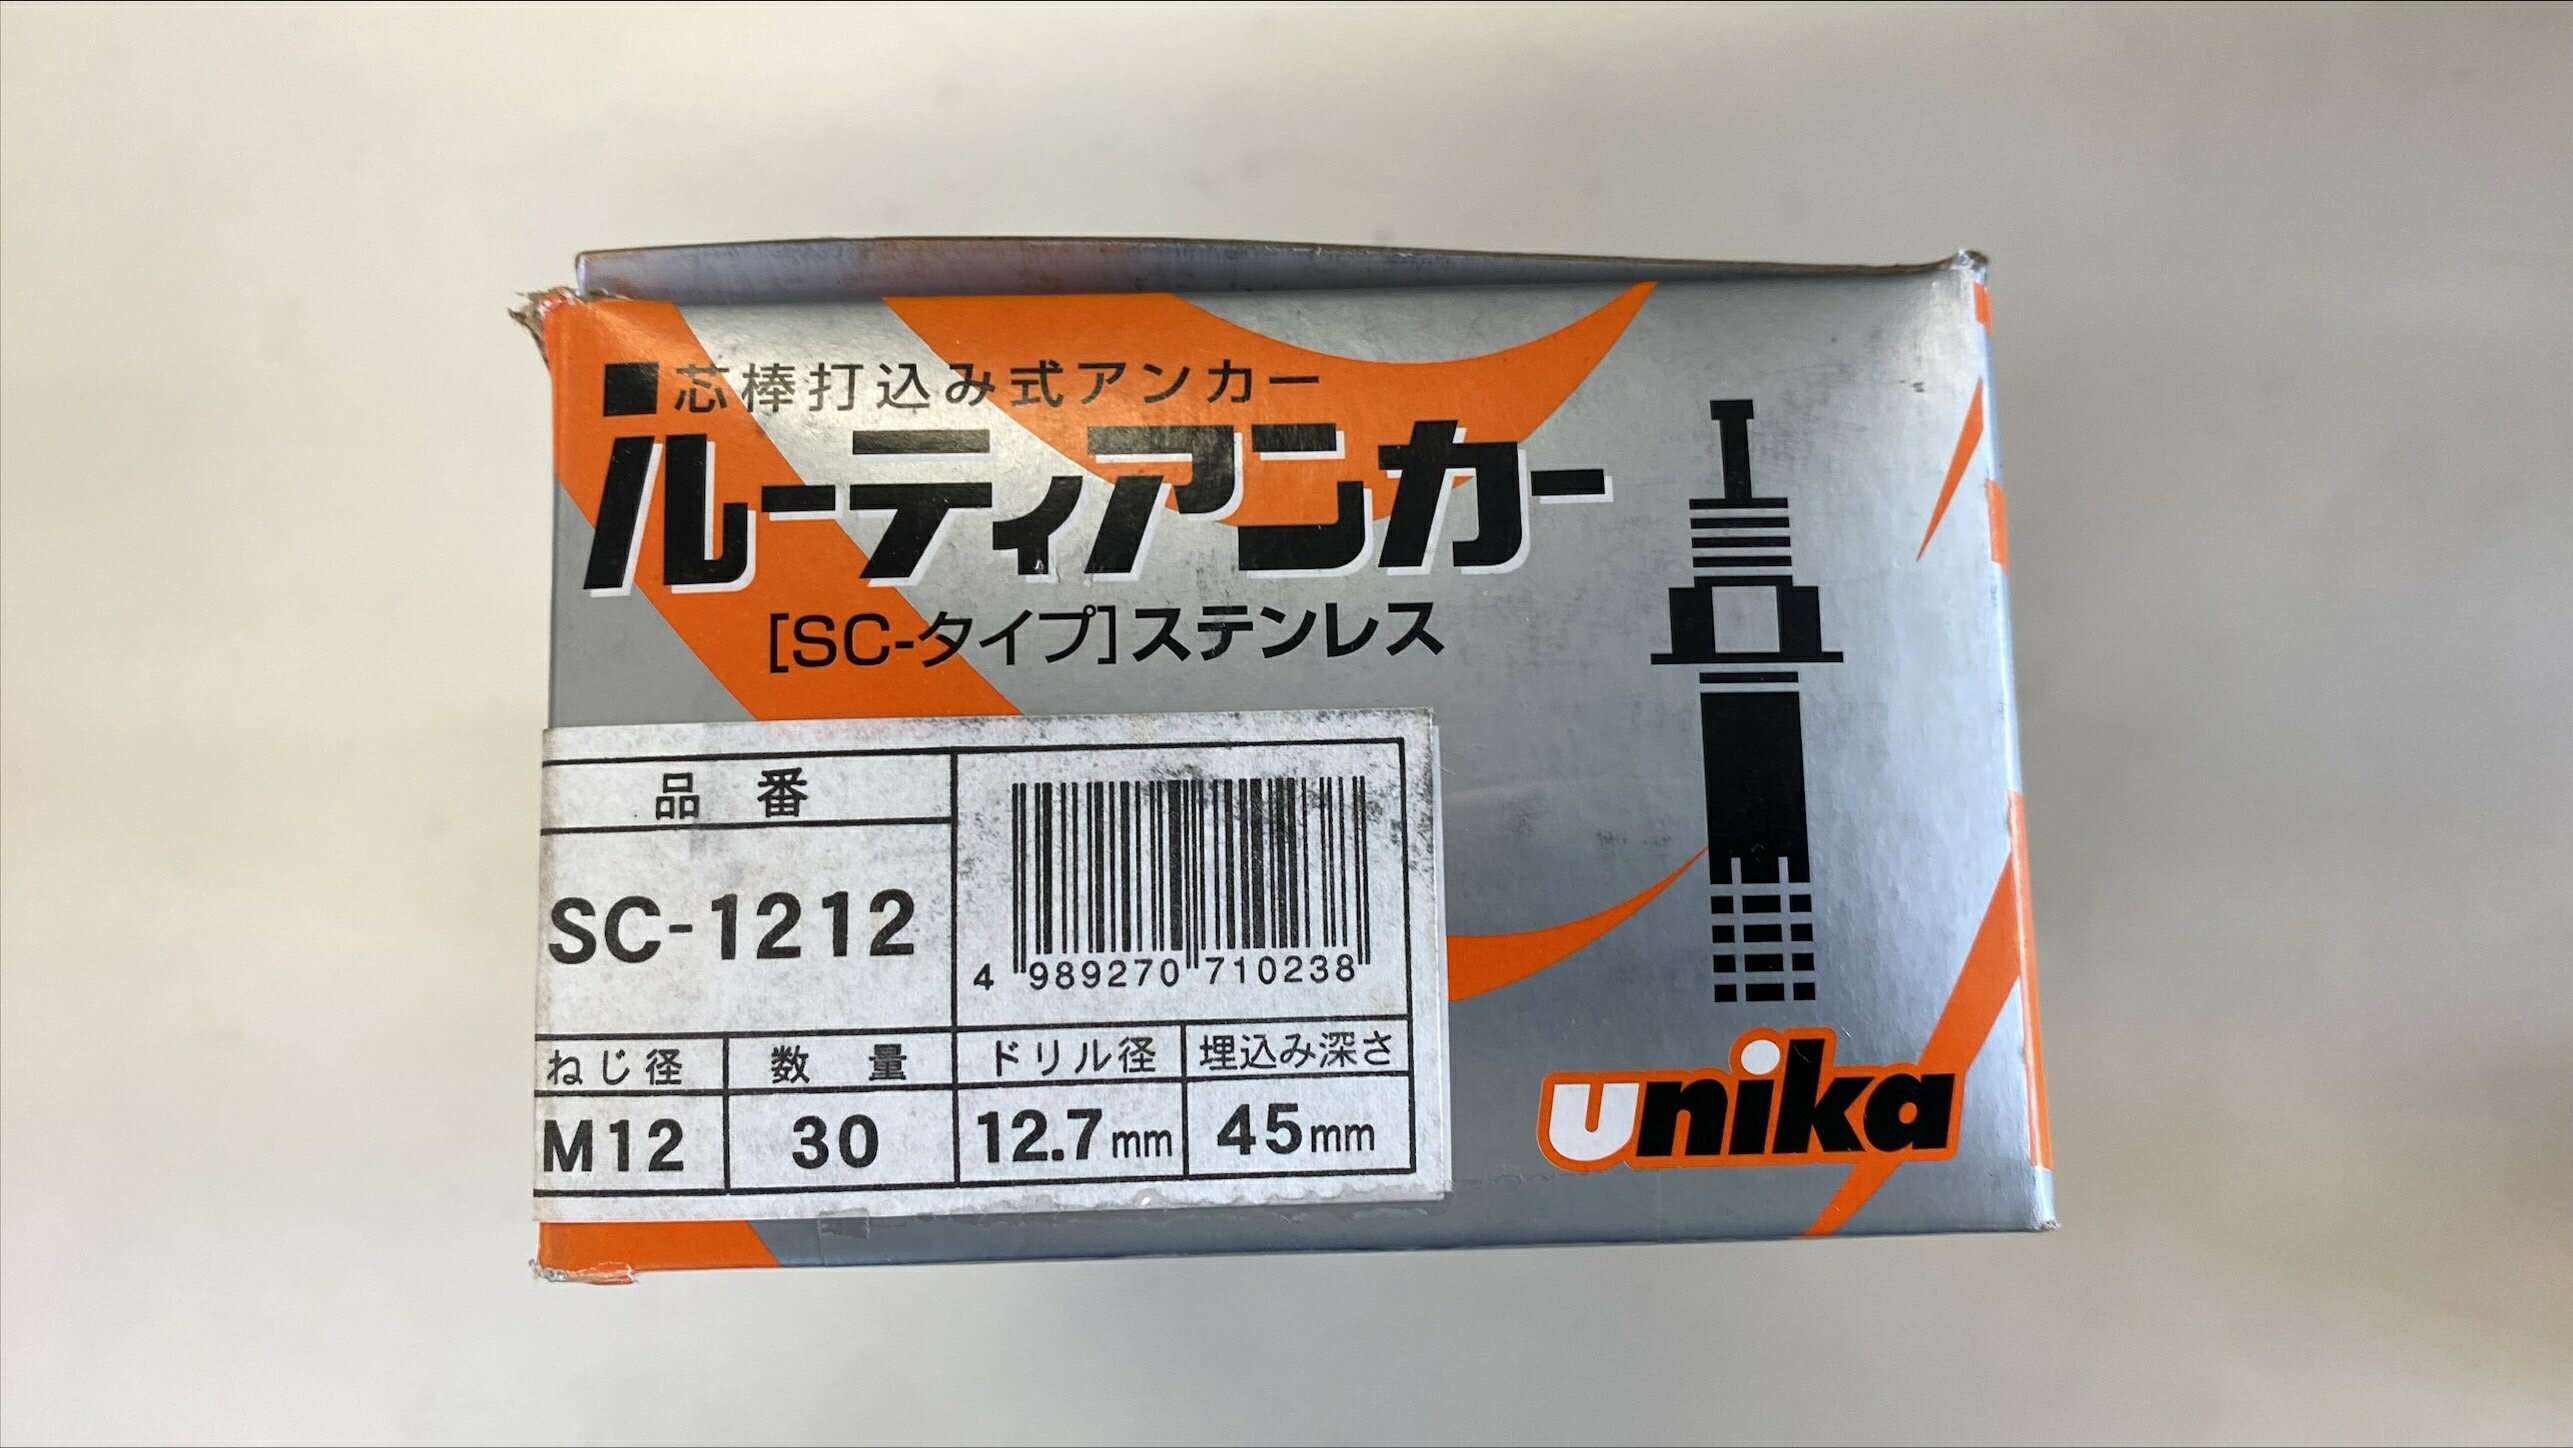 芯棒打込み式アンカー
ルーティアンカー
[SC-タイプ]ステンレス
品番
SC-1212
4 989270 710238
ねじ径 数量 ドリル径 埋込み深さ
M12 30 12.7mm 45mm
unika